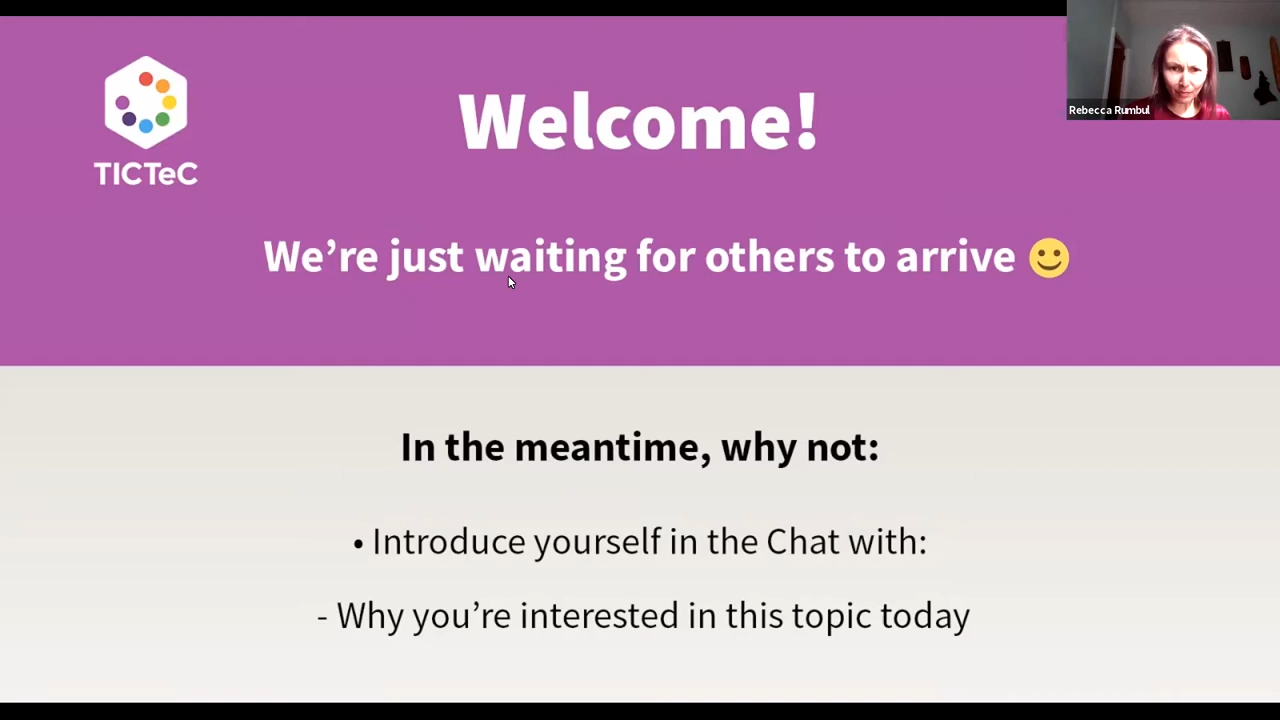 TICTeC
Welcome!
We’re just waiting for others to arrive
Rebecca Rumbul
In the meantime, why not:
• Introduce yourself in the Chat with:
- Why you’re interested in this topic today